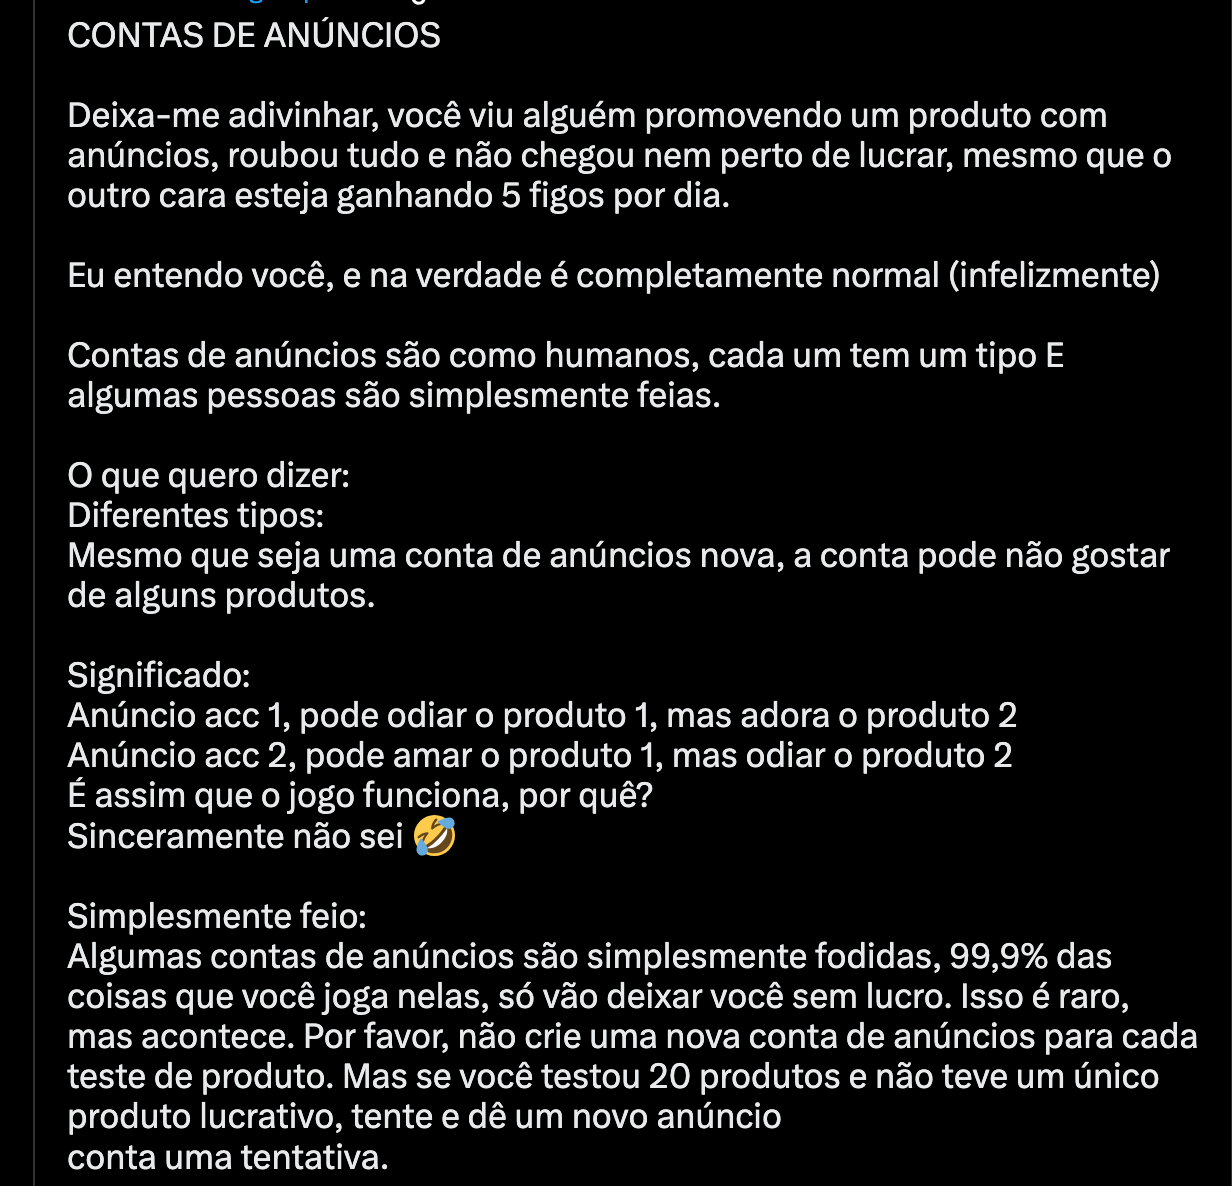 CONTAS DE ANÚNCIOS
Deixa-me adivinhar, você viu alguém promovendo um produto com
anúncios, roubou tudo e não chegou nem perto de lucrar, mesmo que o
outro cara esteja ganhando 5 figos por dia.
Eu entendo você, e na verdade é completamente normal (infelizmente)
Contas de anúncios são como humanos, cada um tem um tipo E
algumas pessoas são simplesmente feias.
O que quero dizer:
Diferentes tipos:
Mesmo que seja uma conta de anúncios nova, a conta pode não gostar
de alguns produtos.
Significado:
Anúncio acc 1, pode odiar o produto 1, mas adora o produto 2
Anúncio acc 2, pode amar o produto 1, mas odiar o produto 2
É assim que o jogo funciona, por quê?
Sinceramente não sei 🤣
Simplesmente feio:
Algumas contas de anúncios são simplesmente fodidas, 99,9% das
coisas que você joga nelas, só vão deixar você sem lucro. Isso é raro,
mas acontece. Por favor, não crie uma nova conta de anúncios para cada
teste de produto. Mas se você testou 20 produtos e não teve um único
produto lucrativo, tente e dê um novo anúncio
conta uma tentativa.